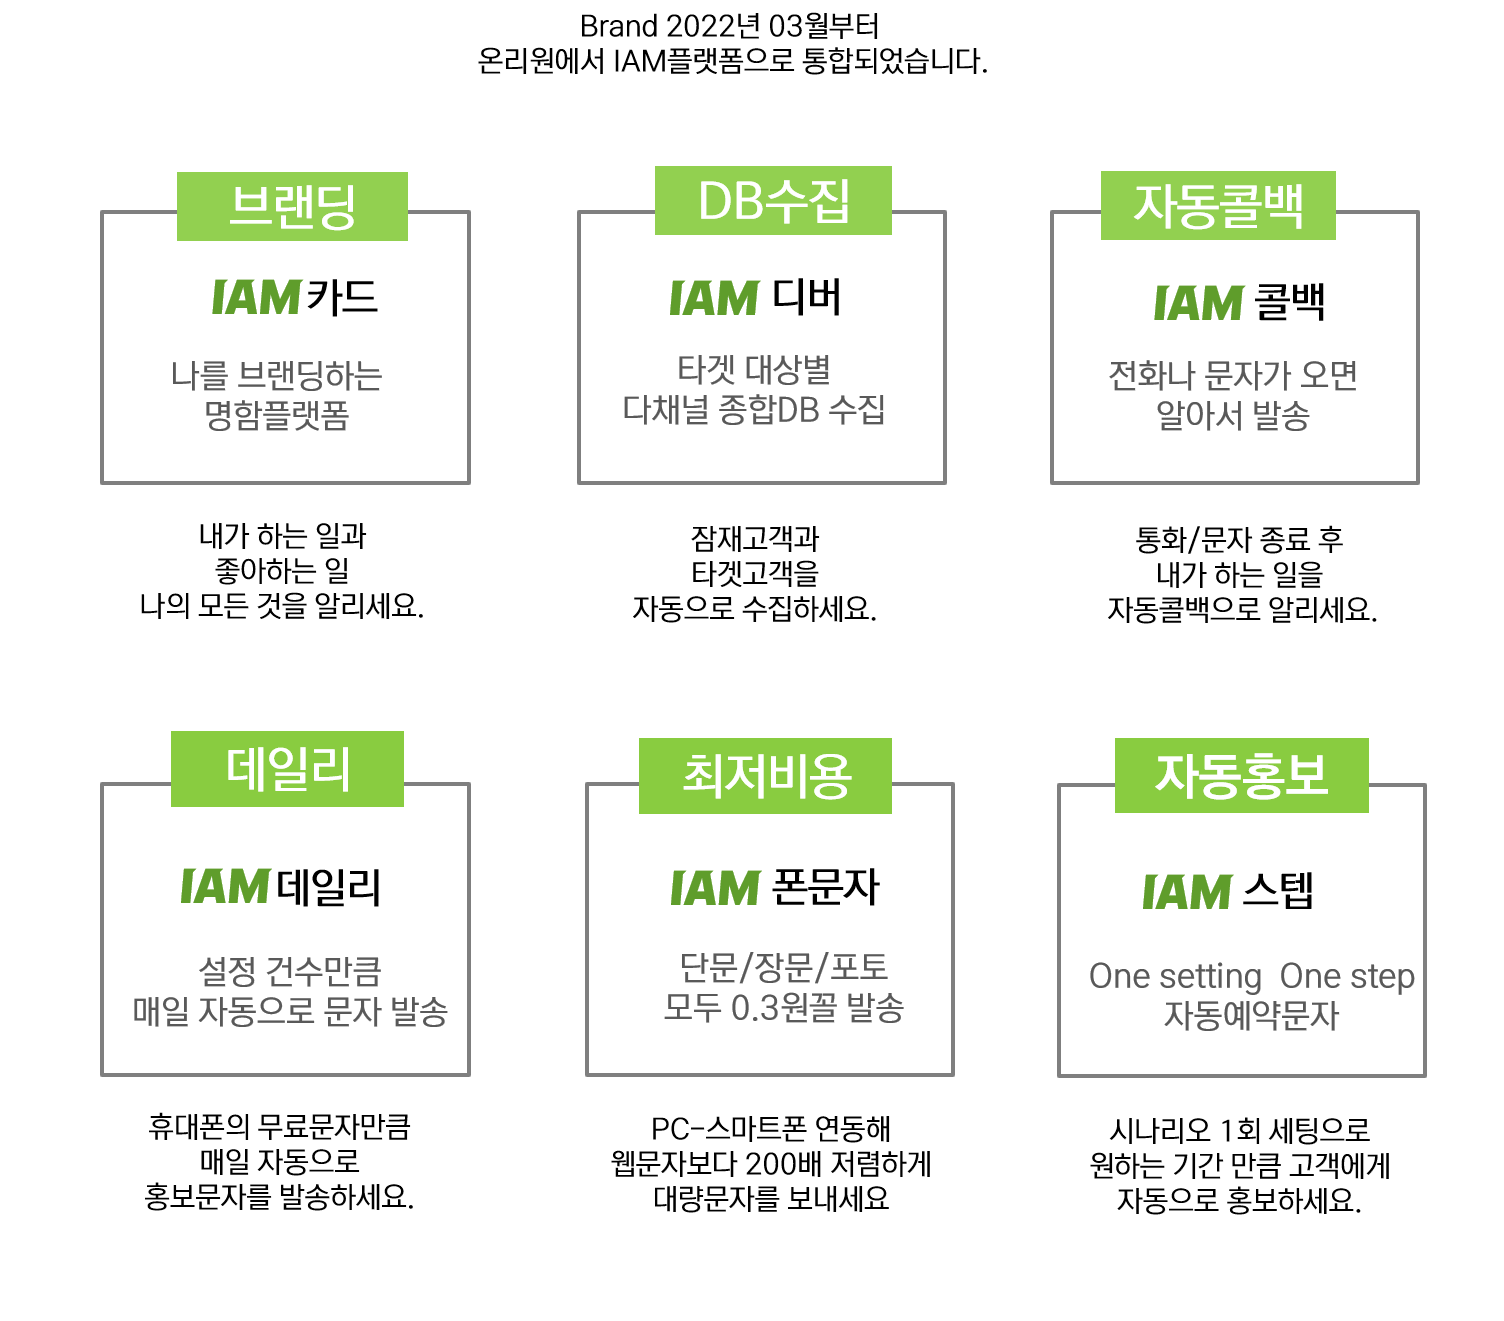 Brand 2022년 03월부터
온리원에서 IAM플랫폼으로 통합되었습니다.
브랜딩
IAM카드
나를 브랜딩하는
명함플랫폼
내가 하는 일과
좋아하는 일
나의 모든 것을 알리세요.
DB수집
IAM 디버
타겟 대상별
다채널 종합DB 수집
잠재고객과
타겟고객을
자동으로 수집하세요.
자동콜백
IAM 콜백
전화나 문자가 오면
알아서 발송
통화/문자 종료 후
내가 하는 일을
자동콜백으로 알리세요.
데일리
IAM데일리
설정 건수만큼
매일 자동으로 문자 발송
휴대폰의 무료문자만큼
매일 자동으로
홍보문자를 발송하세요.
최저비용
IAM 폰문자
단문/장문/포토
모두 0.3원꼴 발송
PC-스마트폰 연동해
웹문자보다 200배 저렴하게
대량문자를 보내세요
자동홍보
IAM 스텝
One setting  One step
자동예약문자
시나리오 1회 세팅으로
원하는 기간 만큼 고객에게
자동으로 홍보하세요.